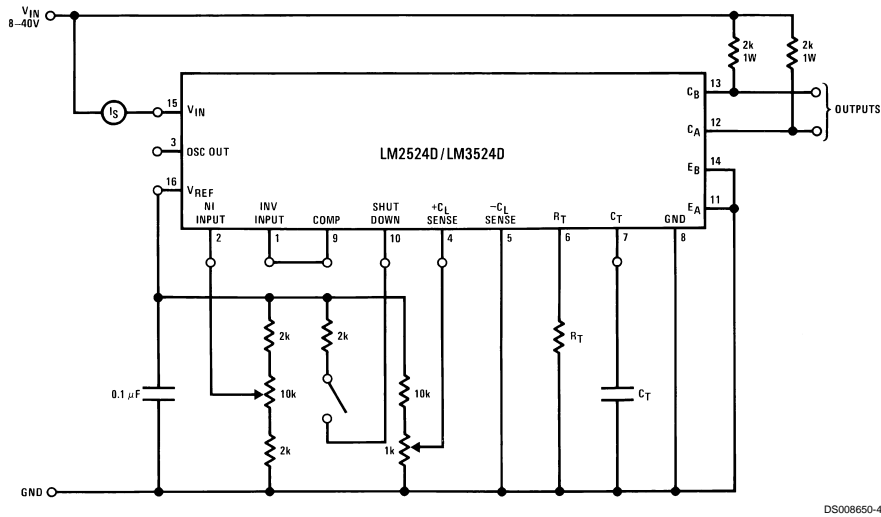 VIN
8–40V
IS
15
VIN
3
OSC OUT
16
VREF
LM2524D/LM3524D
2k
1W
2k
1W
13
CB
12
CA
OUTPUTS
14
EB
11
EA
NI
INPUT
INV
INPUT
COMP
SHUT
DOWN
+CL
SENSE
−CL
SENSE
RT
CT
GND
2
1
9
10
4
5
6
7
8
2k
2k
10k
10k
2k
1k
0.1 µF
RT
CT
GND
DS008650-4